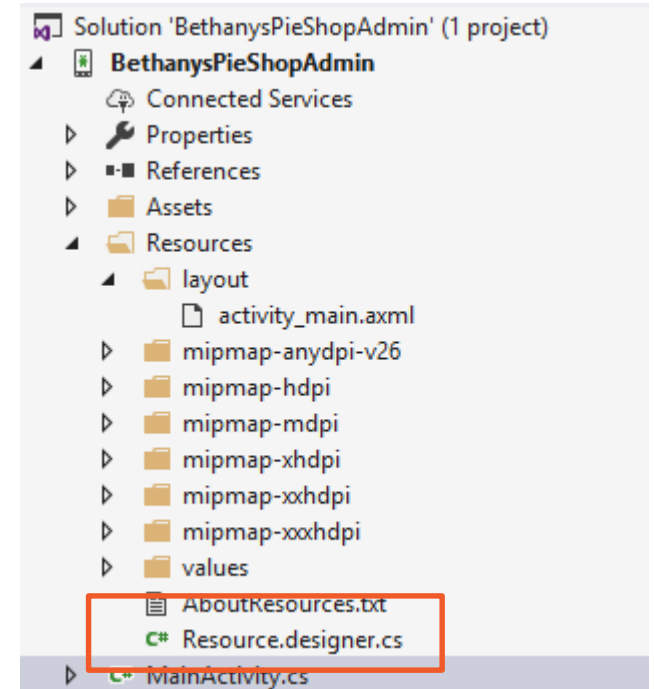 Solution 'BethanysPieShopAdmin' (1 project)
BethanysPieShopAdmin
Connected Services
Properties
References
Assets
Resources
layout
activity_main.axml
mipmap-anydpi-v26
mipmap-hdpi
mipmap-mdpi
mipmap-xhdpi
mipmap-xxhdpi
mipmap-xxxhdpi
values
AboutResources.txt
C# Resource.designer.cs
C# MainActivity.cs